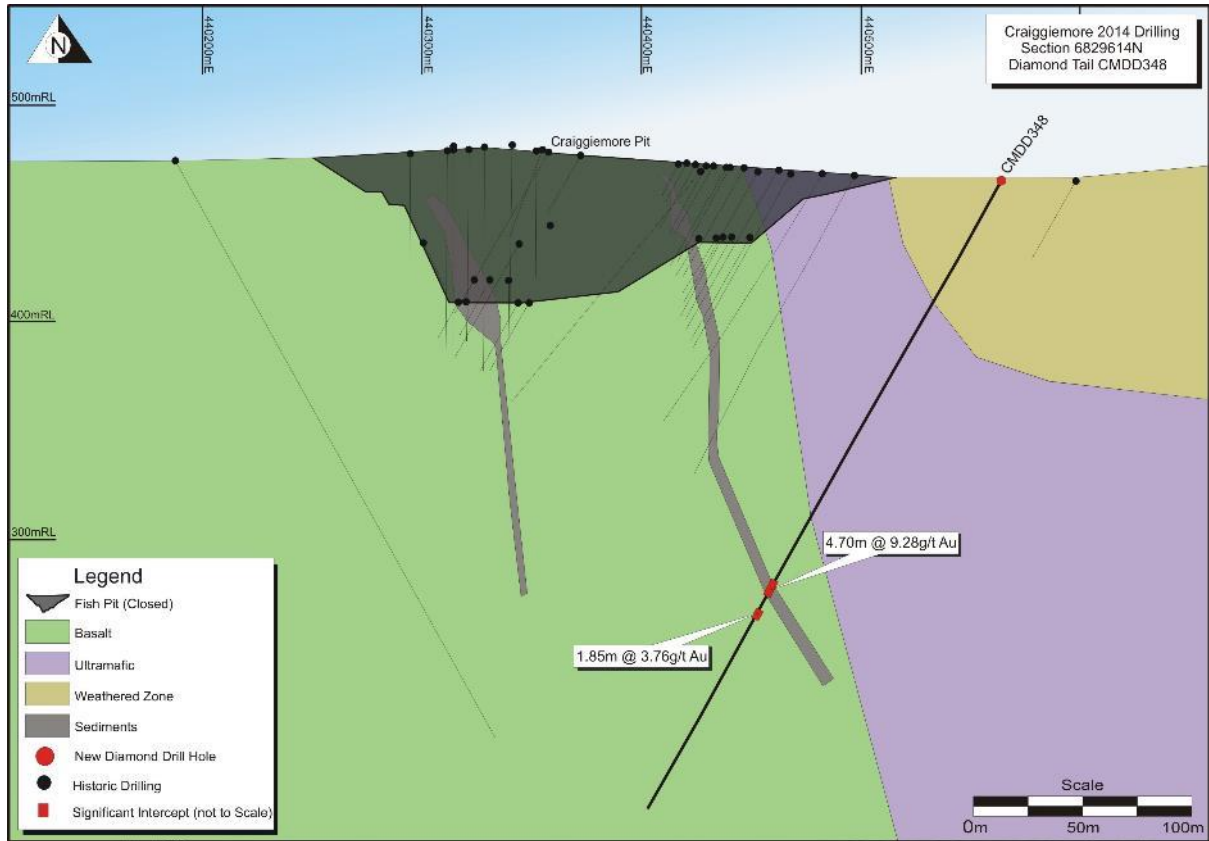 N
440200mE
440300mE
440400mE
440500mE
Craiggiemore 2014 Drilling
Section 6829614N
Diamond Tail CMDD348
500mRL
Craiggiemore Pit
CMDD348
400mRL
300mRL
4.70m @ 9.28g/t Au
1.85m @ 3.76g/t Au
Legend
Fish Pit (Closed)
Basalt
Ultramafic
Weathered Zone
Sediments
New Diamond Drill Hole
Historic Drilling
Significant Intercept (not to Scale)
Scale
0m 50m 100m